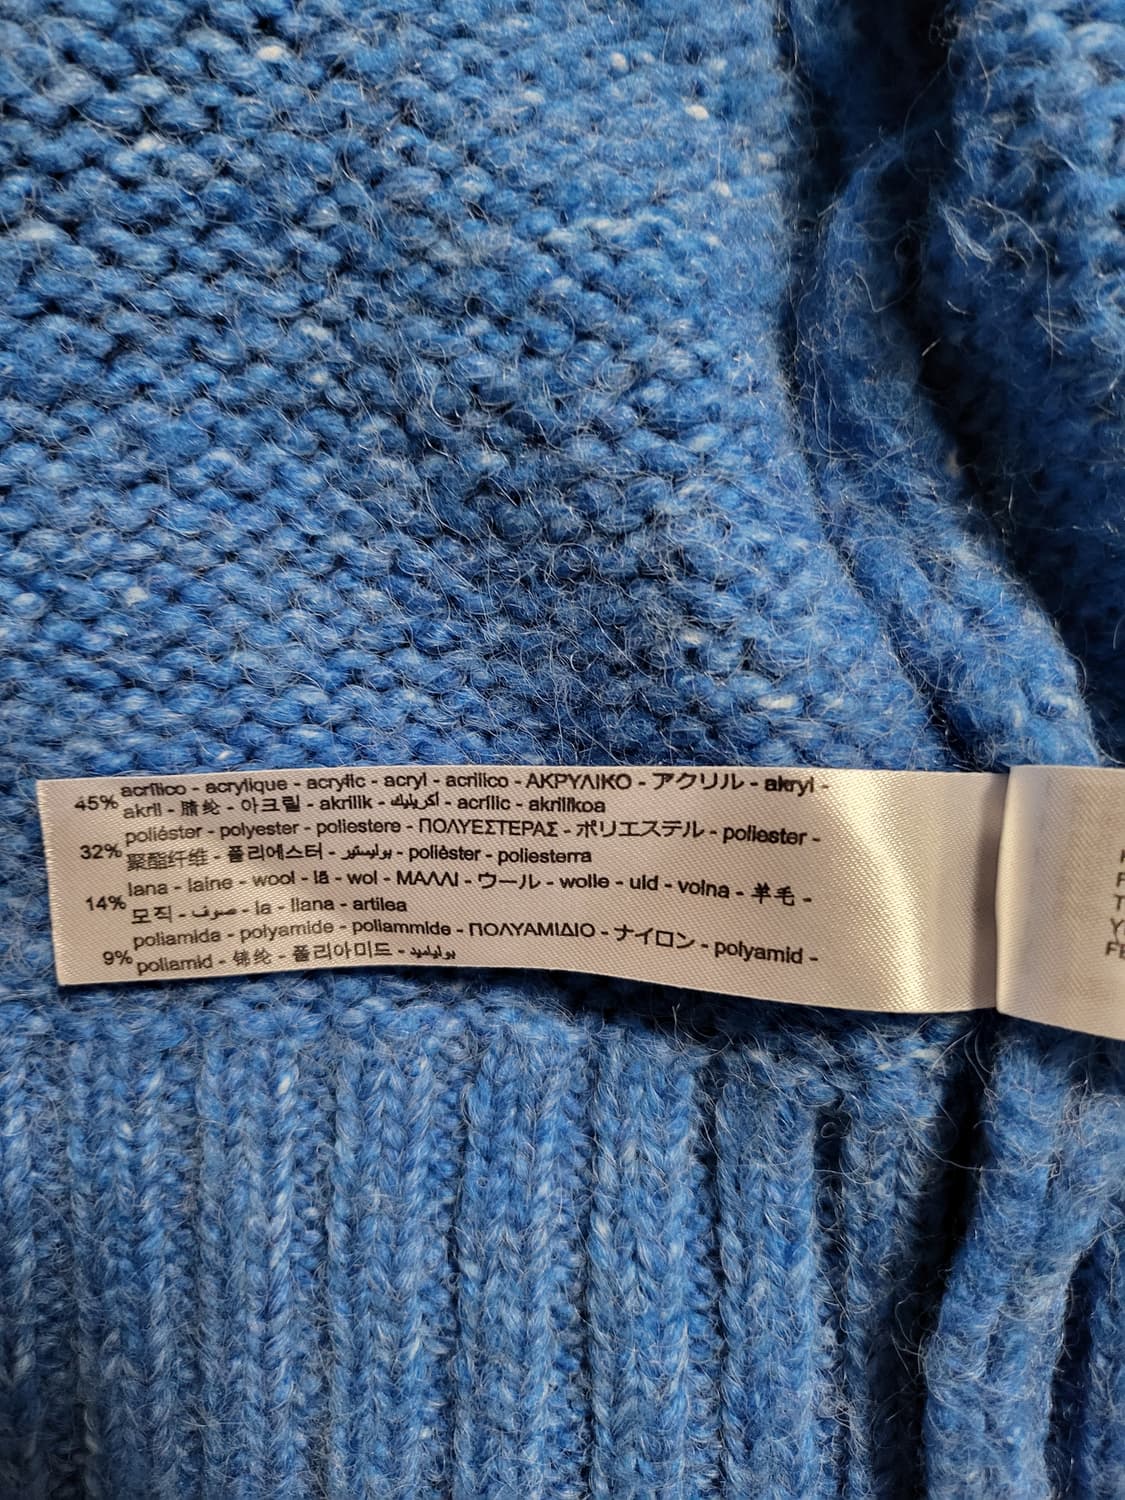 45% acrílico - acrylique - acrylic - acryl - acrilico - ΑΚΡΥΛΙΚΟ - アクリル - akryl -
akril - 腈纶 - 아크릴 - akrilik - أكريليك - acrílic - akrilikoa
32% poliéster - polyester - poliestere - ΠΟΛΥΕΣΤΕΡΑΣ - ポリエステル - poliester -
聚酯纤维 - 폴리에스터 - بوليستير - polièster - poliesterra
14% lana - laine - wool - lã - wol - ΜΑΛΛΙ - ウール - wolle - uld - volna - 羊毛 -
모직 - صوف - la - llana - artilea
9% poliamida - polyamide - poliammide - ΠΟΛΥΑΜΙΔΙΟ - ナイロン - polyamid -
poliamid - 锦纶 - 폴리아미드 - بولياميد